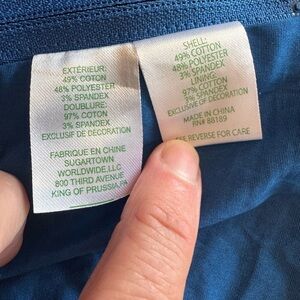 EXTÉRIEUR:
49% COTON
48% POLYESTER
3% SPANDEX
DOUBLURE:
97% COTON
3% SPANDEX
EXCLUSIF DE DÉCORATION
FABRIQUE EN CHINE
SUGARTOWN
WORLDWIDE,LLC
800 THIRD AVENUE
KING OF PRUSSIA,PA
SHELL:
49% COTTON
48% POLYESTER
3% SPANDEX
LINING:
97% COTTON
3% SPANDEX
EXCLUSIVE OF DECORATION
MADE IN CHINA
RN# 88189
REVERSE FOR CARE